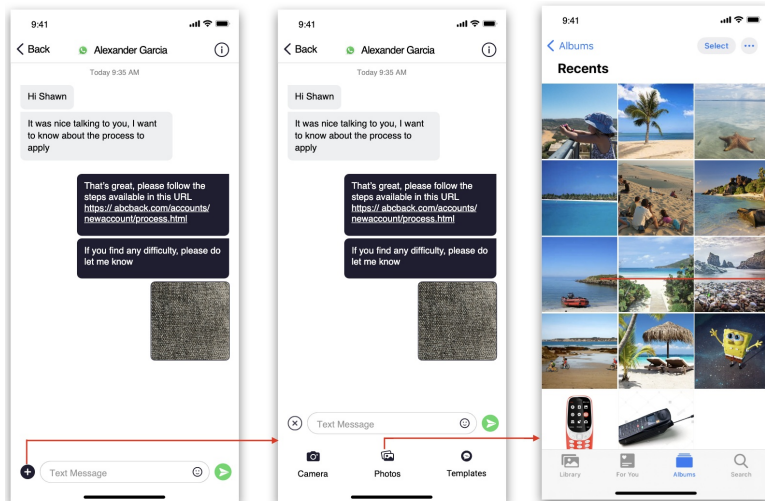 9:41
Back
Alexander Garcia
Today 9:35 AM
Hi Shawn
It was nice talking to you, I want
to know about the process to
apply
That's great, please follow the
steps available in this URL
https:// abcback.com/accounts/
newaccount/process.html
If you find any difficulty, please do
let me know
Text Message
9:41
Back
Alexander Garcia
Today 9:35 AM
Hi Shawn
It was nice talking to you, I want
to know about the process to
apply
That's great, please follow the
steps available in this URL
https:// abcback.com/accounts/
newaccount/process.html
If you find any difficulty, please do
let me know
Text Message
Camera
Photos
Templates
9:41
Albums
Select
Recents
Library
For You
Albums
Search